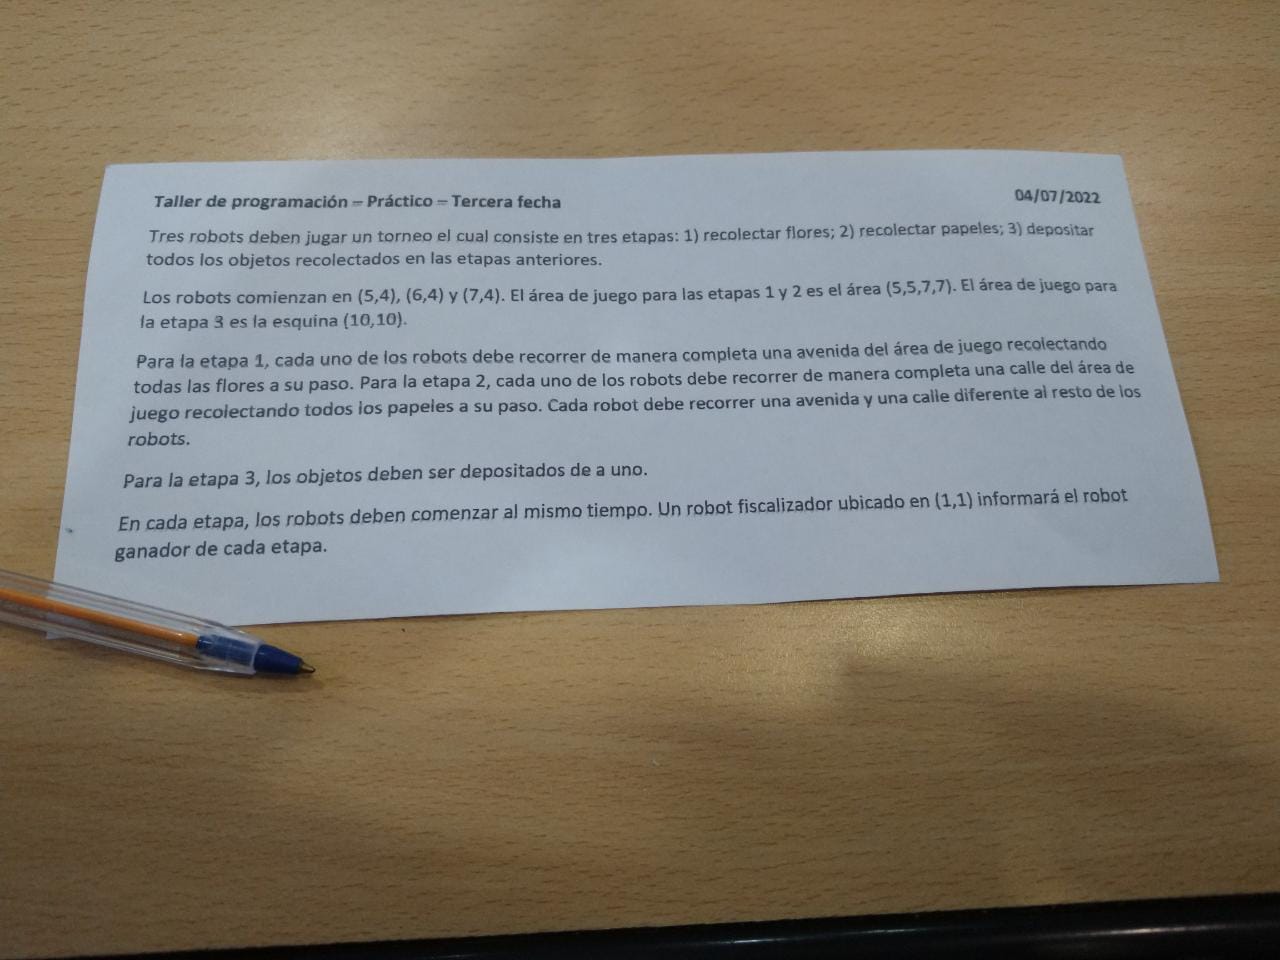 Taller de programación – Práctico – Tercera fecha 04/07/2022
Tres robots deben jugar un torneo el cual consiste en tres etapas: 1) recolectar flores; 2) recolectar papeles; 3) depositar
todos los objetos recolectados en las etapas anteriores.
Los robots comienzan en (5,4), (6,4) y (7,4). El área de juego para las etapas 1 y 2 es el área (5,5,7,7). El área de juego para
la etapa 3 es la esquina (10,10).
Para la etapa 1, cada uno de los robots debe recorrer de manera completa una avenida del área de juego recolectando
todas las flores a su paso. Para la etapa 2, cada uno de los robots debe recorrer de manera completa una calle del área de
juego recolectando todos los papeles a su paso. Cada robot debe recorrer una avenida y una calle diferente al resto de los
robots.
Para la etapa 3, los objetos deben ser depositados de a uno.
En cada etapa, los robots deben comenzar al mismo tiempo. Un robot fiscalizador ubicado en (1,1) informará el robot
ganador de cada etapa.